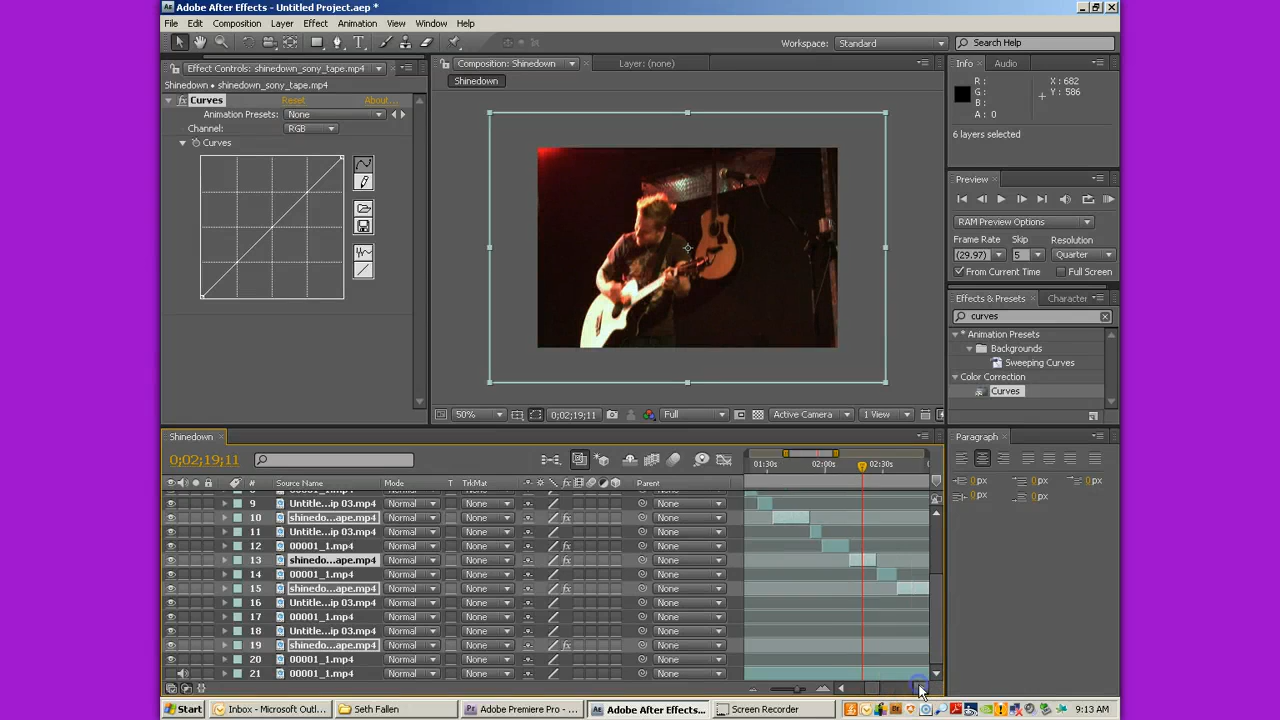 Adobe After Effects - Untitled Project.aep *
File Edit Composition Layer Effect Animation View Window Help
Workspace: Standard Search Help
Effect Controls: shinedown_sony_tape.mp4
Shinedown • shinedown_sony_tape.mp4
Curves Reset About...
Animation Presets: None
Channel: RGB
Curves
Composition: Shinedown Layer: (none)
Shinedown
50% 0;02;19;11 Full Active Camera 1 View
Info Audio
R: X: 682
G: Y: 586
B:
A: 0
6 layers selected
Preview
RAM Preview Options
Frame Rate Skip Resolution
(29.97) 5 Quarter
From Current Time Full Screen
Effects & Presets Character
curves
* Animation Presets
Backgrounds
Sweeping Curves
Color Correction
Curves
Shinedown
0;02;19;11
01:30s 02:00s 02:30s
# Source Name Mode T TrkMat Parent
9 Untitle...ip 03.mp4 Normal None None
10 shinedo...ape.mp4 Normal None None
11 Untitle...ip 03.mp4 Normal None None
12 00001_1.mp4 Normal None None
13 shinedo...ape.mp4 Normal None None
14 00001_1.mp4 Normal None None
15 shinedo...ape.mp4 Normal None None
16 Untitle...ip 03.mp4 Normal None None
17 00001_1.mp4 Normal None None
18 Untitle...ip 03.mp4 Normal None None
19 shinedo...ape.mp4 Normal None None
20 00001_1.mp4 Normal None None
21 00001_1.mp4 Normal None None
Paragraph
0 px 0 px 0 px
0 px 0 px
Start Inbox - Microsoft Outl... Seth Fallen Adobe Premiere Pro - ... Adobe After Effects... Screen Recorder 9:13 AM